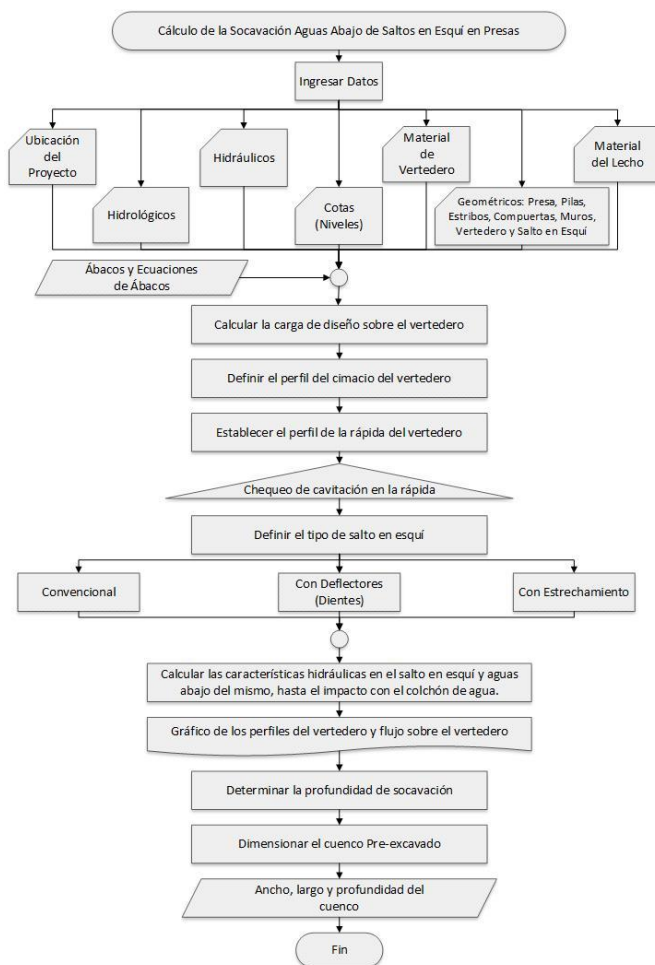 Cálculo de la Socavación Aguas Abajo de Saltos en Esquí en Presas
Ingresar Datos
Ubicación
del
Proyecto
Hidrológicos
Hidráulicos
Cotas
(Niveles)
Material
de
Vertedero
Geométricos: Presa, Pilas,
Estribos, Compuertas, Muros,
Vertedero y Salto en Esquí
Material
del Lecho
Ábacos y Ecuaciones
de Ábacos
Calcular la carga de diseño sobre el vertedero
Definir el perfil del cimacio del vertedero
Establecer el perfil de la rápida del vertedero
Chequeo de cavitación en la rápida
Definir el tipo de salto en esquí
Convencional
Con Deflectores
(Dientes)
Con Estrechamiento
Calcular las características hidráulicas en el salto en esquí y aguas
abajo del mismo, hasta el impacto con el colchón de agua.
Gráfico de los perfiles del vertedero y flujo sobre el vertedero
Determinar la profundidad de socavación
Dimensionar el cuenco Pre-excavado
Ancho, largo y profundidad del
cuenco
Fin